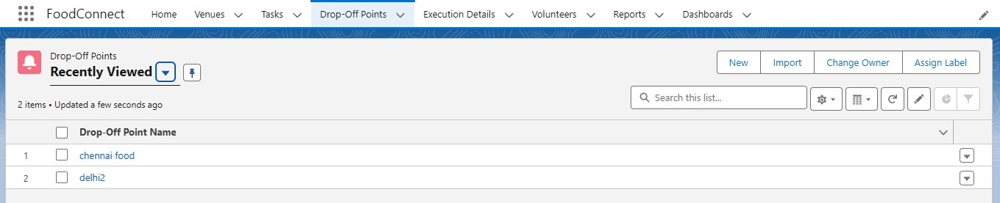 FoodConnect Home Venues Tasks Drop-Off Points Execution Details Volunteers Reports Dashboards
Drop-Off Points
Recently Viewed
New Import Change Owner Assign Label
2 items • Updated a few seconds ago
Search this list...
Drop-Off Point Name
1 chennai food
2 delhi2